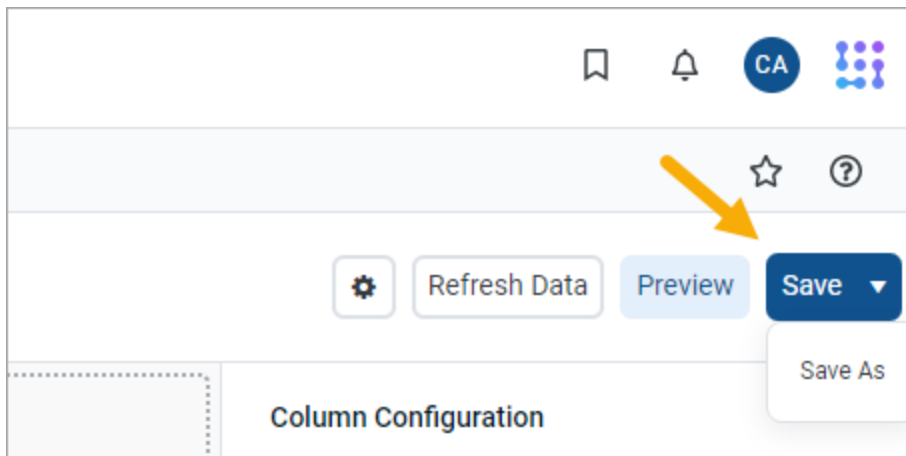 CA
Refresh Data
Preview
Save
Save As
Column Configuration